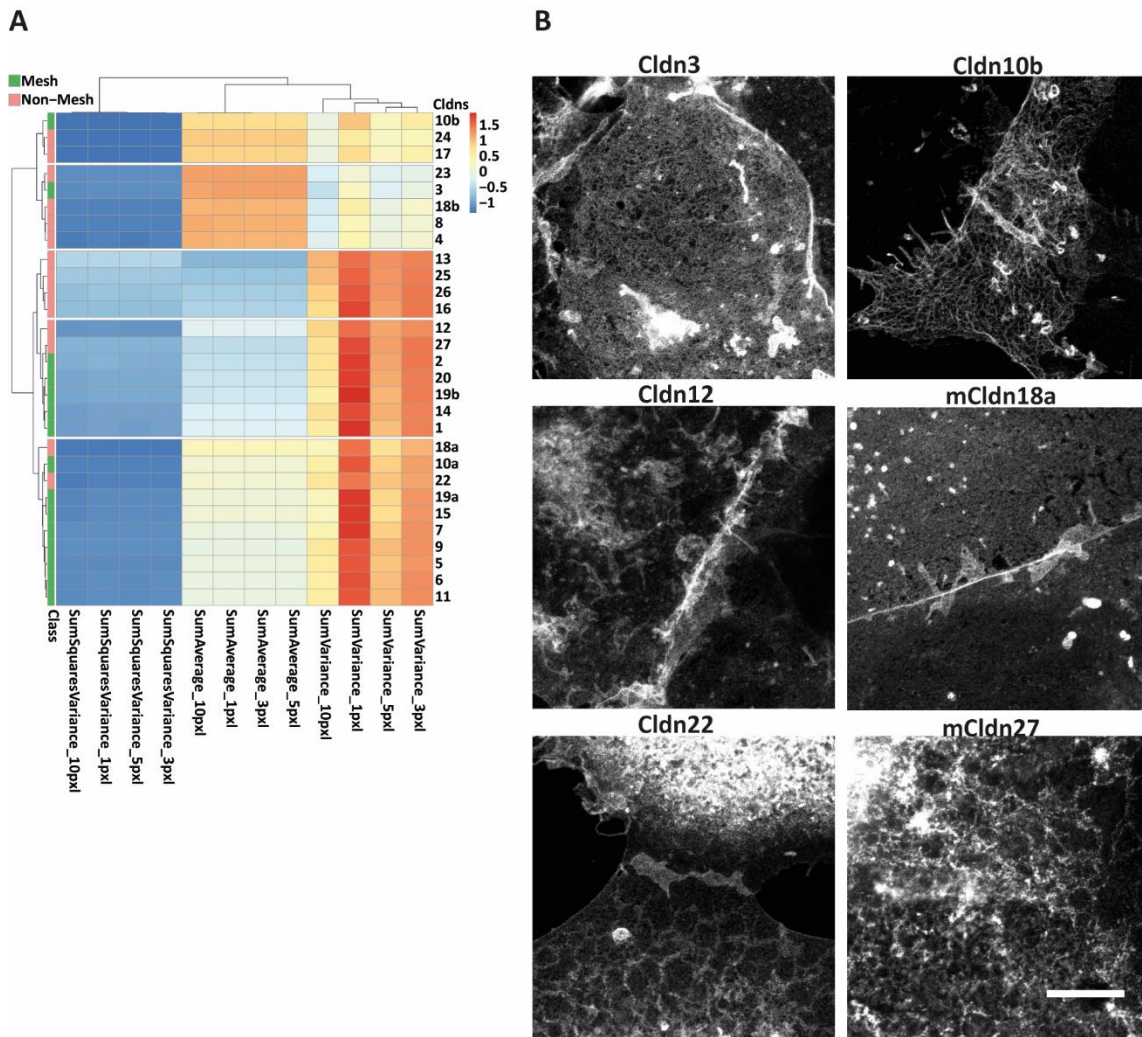 A
Mesh
Non-Mesh
Cldns
10b
24
17
23
3
18b
8
4
13
25
26
16
12
27
2
20
19b
14
1
18a
10a
22
19a
15
7
9
5
6
11
1.5
1
0.5
0
-0.5
-1
Class
SumSquaresVariance_10pxl
SumSquaresVariance_1pxl
SumSquaresVariance_5pxl
SumSquaresVariance_3pxl
SumAverage_10pxl
SumAverage_1pxl
SumAverage_3pxl
SumAverage_5pxl
SumVariance_10pxl
SumVariance_1pxl
SumVariance_5pxl
SumVariance_3pxl
B
Cldn3
Cldn10b
Cldn12
mCldn18a
Cldn22
mCldn27